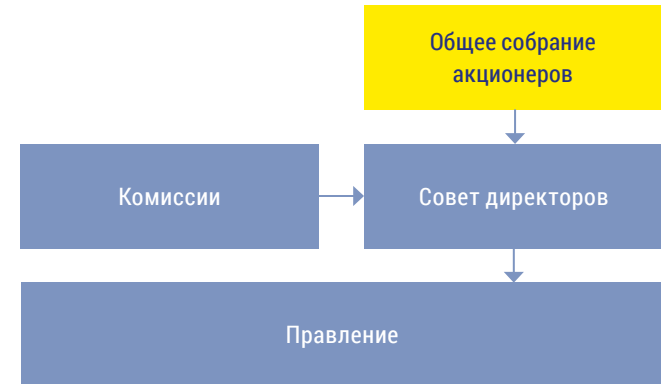 Общее собрание
акционеров
Комиссии
Совет директоров
Правление